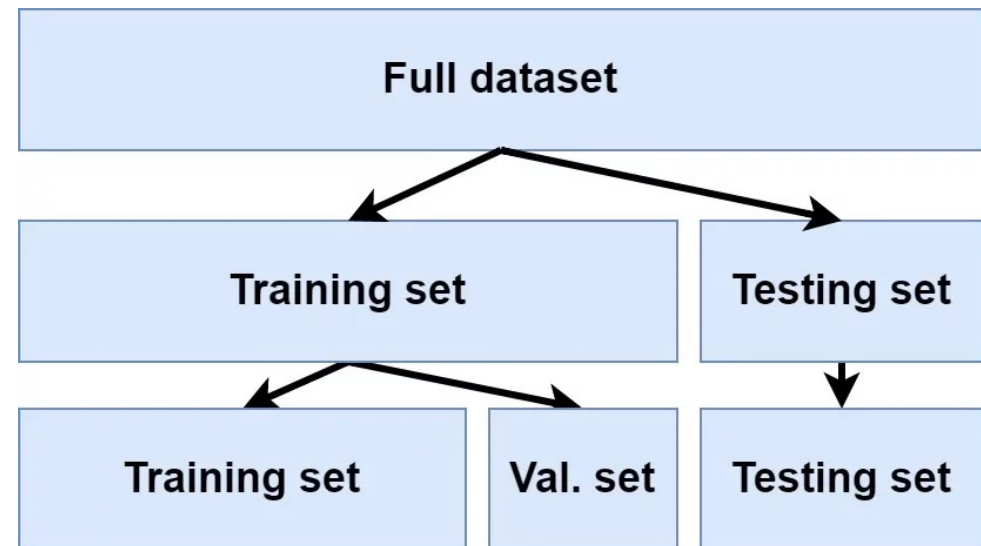 Full dataset
Training set
Testing set
Training set
Val. set
Testing set